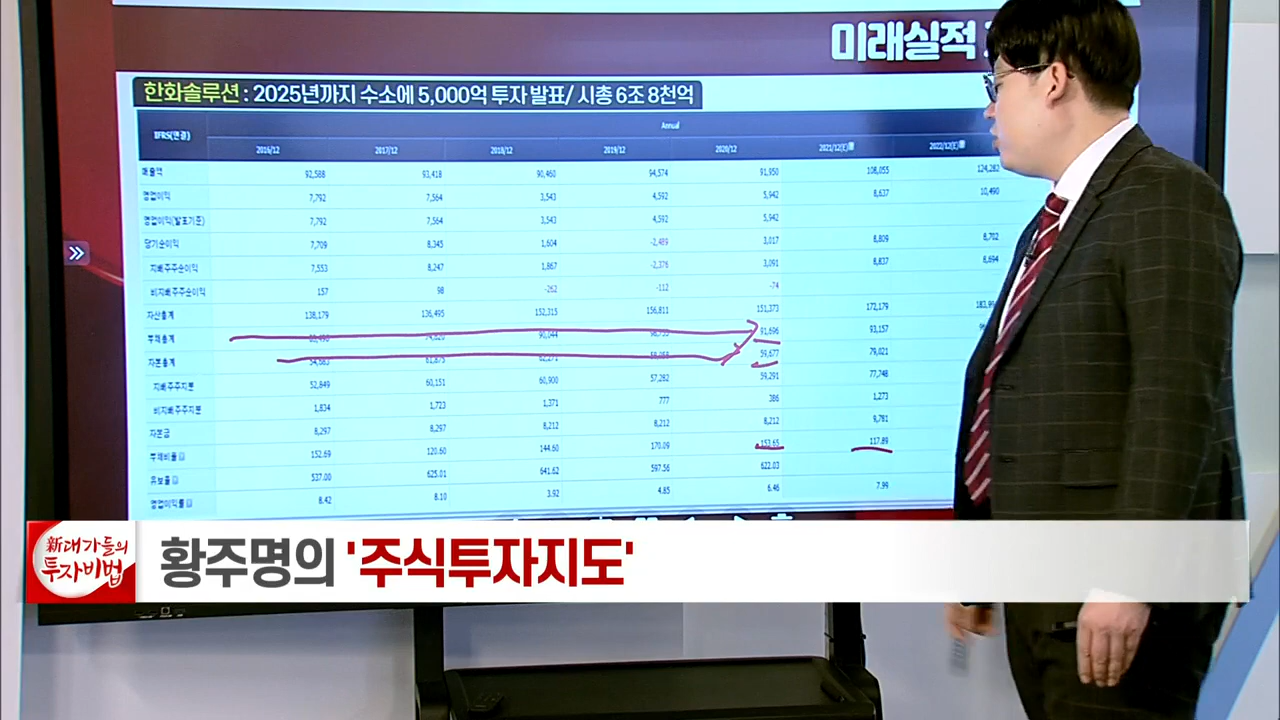 미래실적
한화솔루션 : 2025년까지 수소에 5,000억 투자 발표/ 시총 6조 8천억
IFRS(연결) Annual
2016/12 2017/12 2018/12 2019/12 2020/12 2021/12(E) 2022/12(E)
매출액 92,588 93,418 90,460 94,574 91,950 108,055 124,282
영업이익 7,792 7,564 3,543 4,592 5,942 8,637 10,490
영업이익(발표기준) 7,792 7,564 3,543 4,592 5,942
당기순이익 7,709 8,345 1,604 -2,489 3,017 8,809 8,702
지배주주순이익 7,553 8,247 1,867 -2,376 3,091 8,837 8,694
비지배주주순이익 157 98 -262 -112 -74
자산총계 138,179 136,495 152,315 156,811 151,373 172,179
부채총계 91,696 93,157
자본총계 59,677 79,021
지배주주지분 52,849 60,151 60,900 57,282 59,291 77,748
비지배주주지분 1,834 1,723 1,371 777 386 1,273
자본금 8,297 8,297 8,212 8,212 8,212 9,781
부채비율 152.69 120.60 144.60 170.09 153.65 117.89
유보율 537.00 625.01 641.62 597.56 622.03
영업이익률 8.42 8.10 3.92 4.85 6.46 7.99
新대가들의
투자비법
황주명의 '주식투자지도'